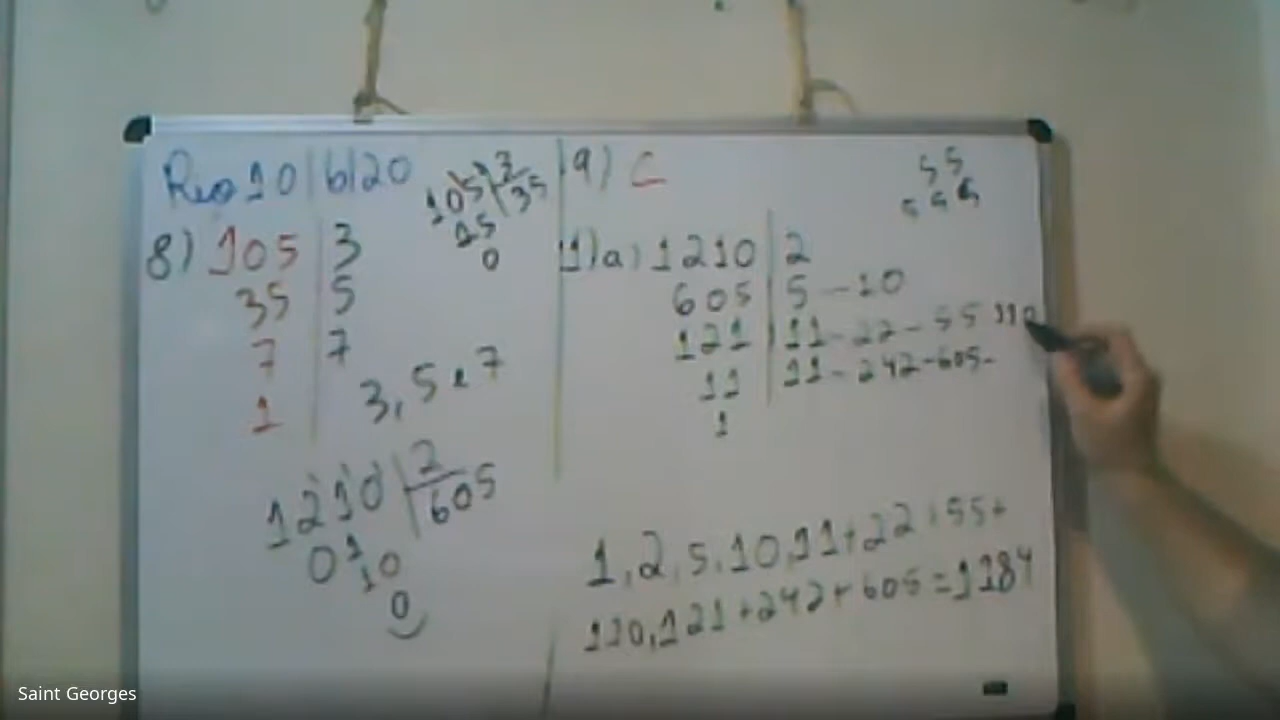 Reo 10|6|20
105 | 3
15 35
0
8) 105 | 3
35 | 5
7 | 7
1
3, 5 e 7
1210 | 2
01 605
10
0
9) C
55
11) a) 1210 | 2
605 | 5 - 10
121 | 11 - 22 - 55 110
11 | 11 - 242 - 605 -
1
1, 2, 5, 10, 11 + 22 + 55 +
110, 121 + 242 + 605 = 1184
Saint Georges